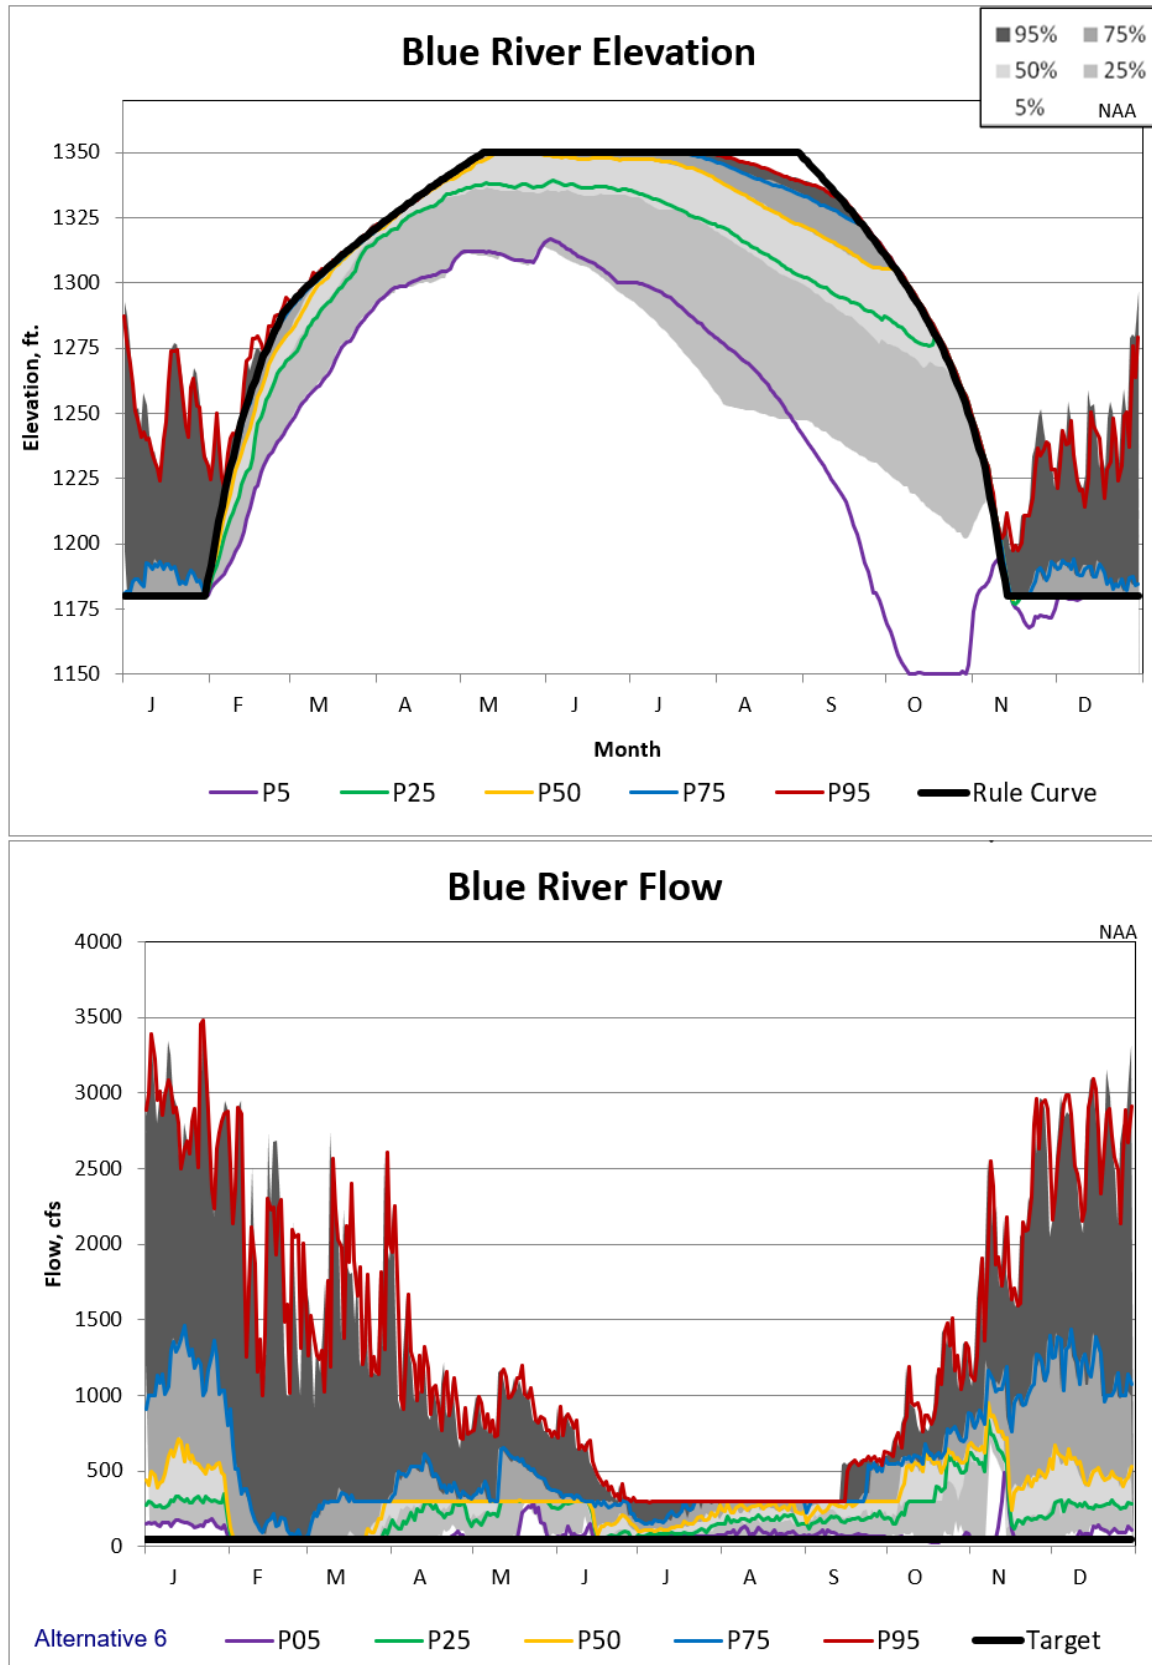 Blue River Elevation
95% 75%
50% 25%
5% NAA
Elevation, ft.
1350
1325
1300
1275
1250
1225
1200
1175
1150
J F M A M J J A S O N D
Month
P5 P25 P50 P75 P95 Rule Curve
Blue River Flow
NAA
Flow, cfs
4000
3500
3000
2500
2000
1500
1000
500
0
J F M A M J J A S O N D
Alternative 6 P05 P25 P50 P75 P95 Target